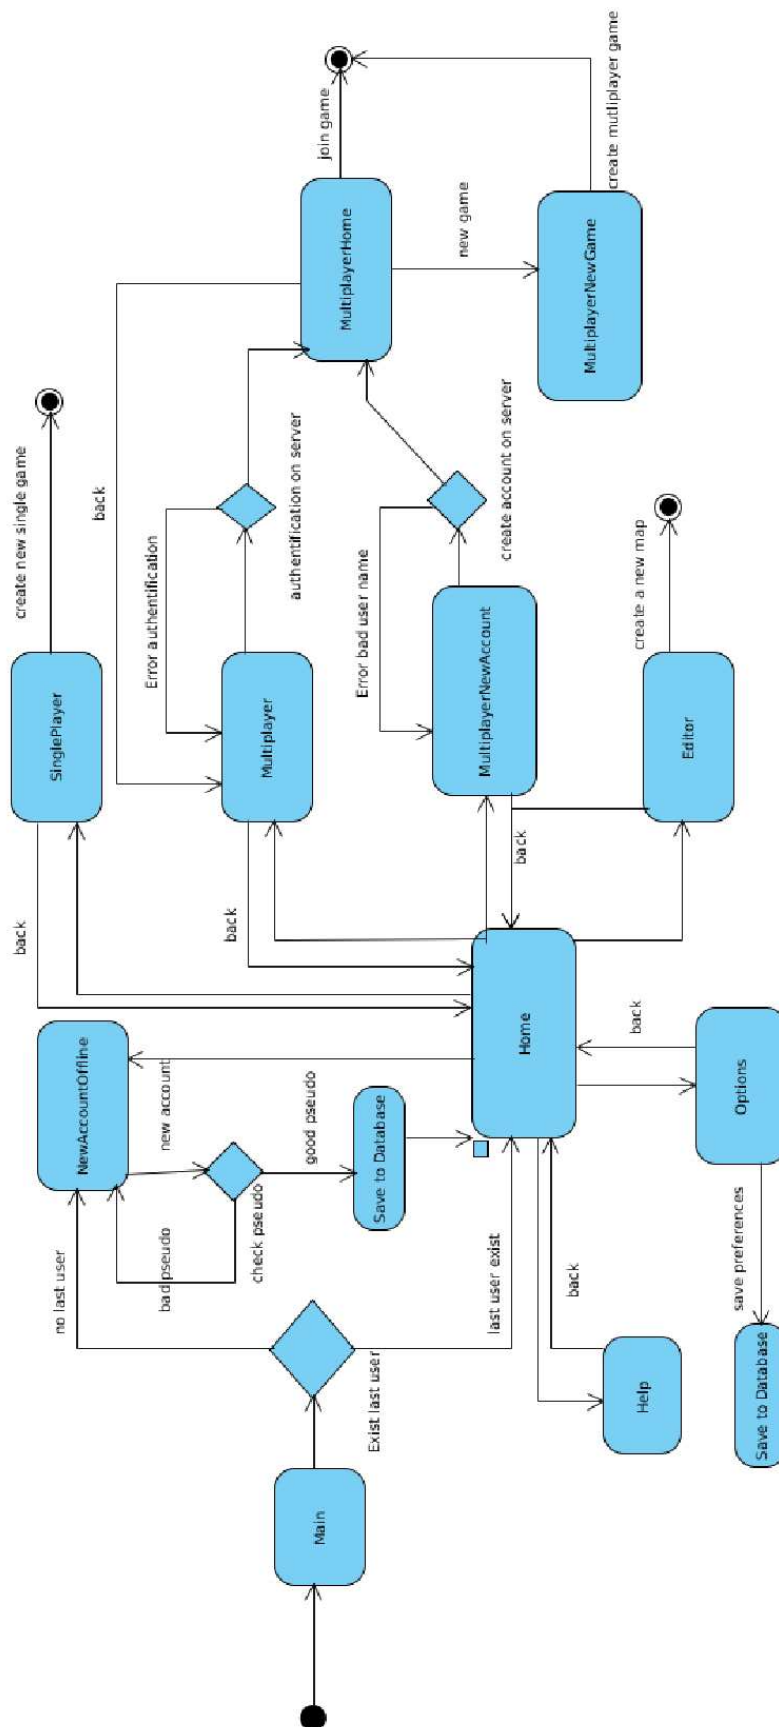 create new single game
SinglePlayer
back
NewAccountOffline
no last user
new account
bad pseudo
check pseudo
good pseudo
Save to Database
Main
Exist last user
last user exist
Home
back
Multiplayer
Error authentification
authentification on server
back
MultiplayerHome
join game
new game
MultiplayerNewGame
create mutliplayer game
Error bad user name
create account on server
MultiplayerNewAccount
back
Editor
create a new map
Help
back
Options
back
save preferences
Save to Database